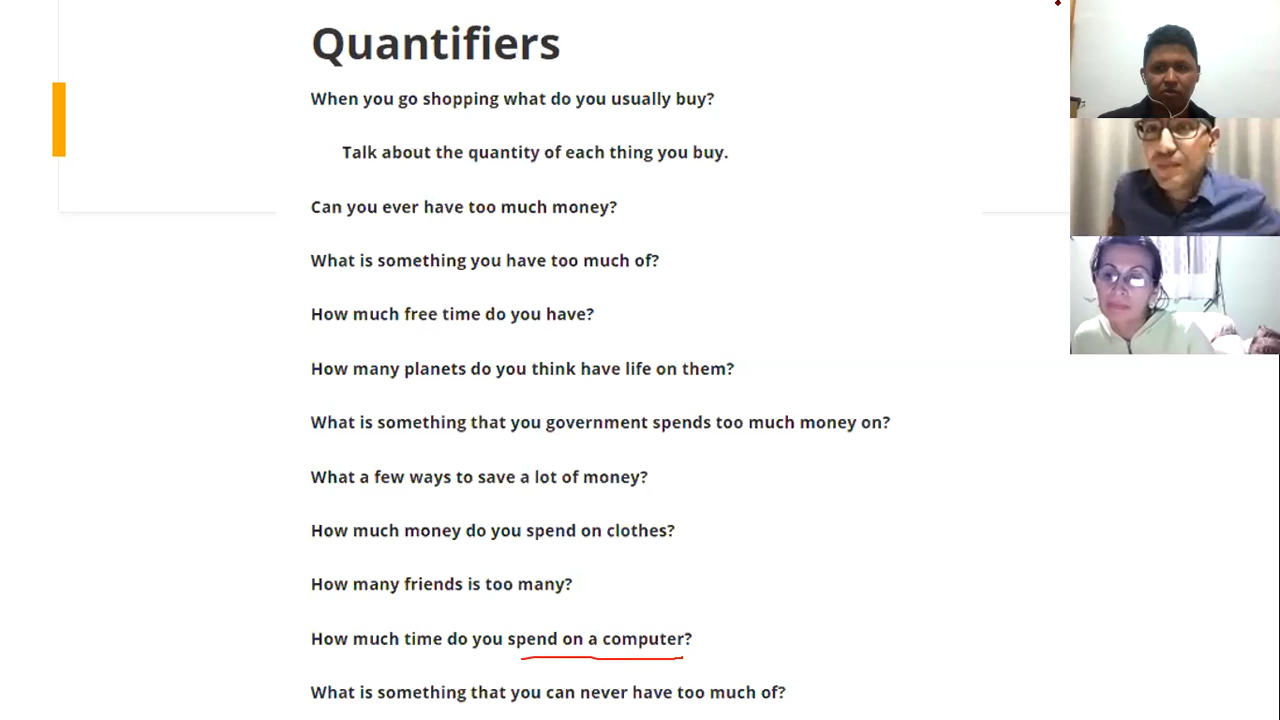 Quantifiers
When you go shopping what do you usually buy?
Talk about the quantity of each thing you buy.
Can you ever have too much money?
What is something you have too much of?
How much free time do you have?
How many planets do you think have life on them?
What is something that you government spends too much money on?
What a few ways to save a lot of money?
How much money do you spend on clothes?
How many friends is too many?
How much time do you spend on a computer?
What is something that you can never have too much of?